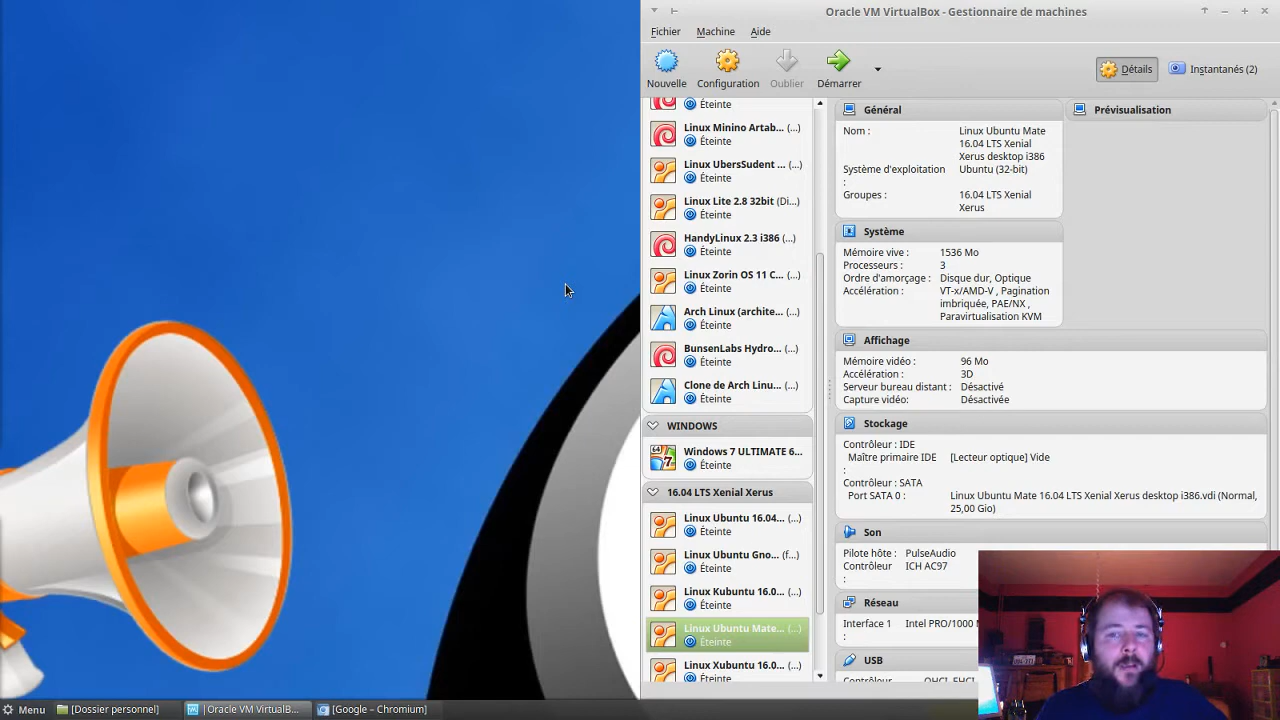 Oracle VM VirtualBox - Gestionnaire de machines
Fichier Machine Aide
Nouvelle Configuration Oublier Démarrer Détails Instantanés (2)
Éteinte
Linux Minino Artab... (...)
Éteinte
Linux UbersSudent ... (...)
Éteinte
Linux Lite 2.8 32bit (Di...
Éteinte
HandyLinux 2.3 i386 (...)
Éteinte
Linux Zorin OS 11 C... (...)
Éteinte
Arch Linux (archite... (...)
Éteinte
BunsenLabs Hydro... (...)
Éteinte
Clone de Arch Linu... (...)
Éteinte
WINDOWS
Windows 7 ULTIMATE 6...
Éteinte
16.04 LTS Xenial Xerus
Linux Ubuntu 16.04... (...)
Éteinte
Linux Ubuntu Gno... (f...
Éteinte
Linux Kubuntu 16.0... (...)
Éteinte
Linux Ubuntu Mate... (...)
Éteinte
Linux Xubuntu 16.0... (...)
Éteinte
Général
Nom : Linux Ubuntu Mate
16.04 LTS Xenial
Xerus desktop i386
Système d'exploitation Ubuntu (32-bit)
:
Groupes : 16.04 LTS Xenial
Xerus
Prévisualisation
Système
Mémoire vive : 1536 Mo
Processeurs : 3
Ordre d'amorçage : Disque dur, Optique
Accélération : VT-x/AMD-V , Pagination
imbriquée, PAE/NX ,
Paravirtualisation KVM
Affichage
Mémoire vidéo : 96 Mo
Accélération : 3D
Serveur bureau distant : Désactivé
Capture vidéo: Désactivée
Stockage
Contrôleur : IDE
Maître primaire IDE [Lecteur optique] Vide
:
Contrôleur : SATA
Port SATA 0 : Linux Ubuntu Mate 16.04 LTS Xenial Xerus desktop i386.vdi (Normal,
25,00 Gio)
Son
Pilote hôte : PulseAudio
Contrôleur ICH AC97
:
Réseau
Interface 1 Intel PRO/1000
:
USB
Contrôleur : OHCI, EHCI
Menu [Dossier personnel] Oracle VM VirtualB... [Google – Chromium]